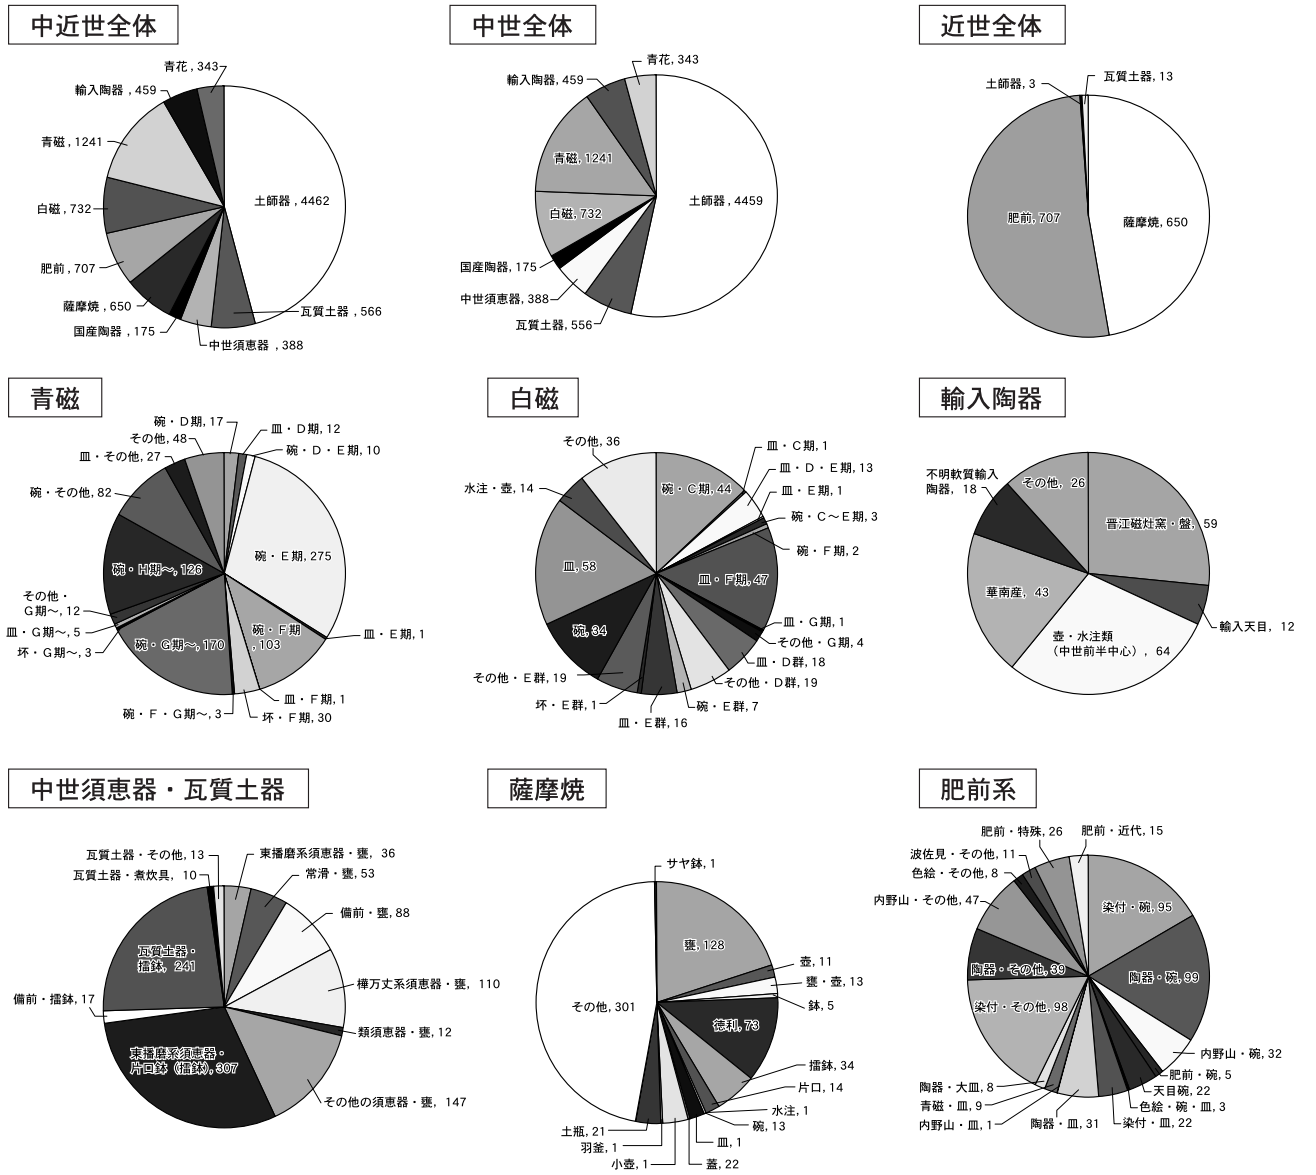 中近世全体
土師器 , 4462
瓦質土器 , 566
中世須恵器 , 388
国産陶器 , 175
薩摩焼 , 650
肥前 , 707
白磁 , 732
青磁 , 1241
輸入陶器 , 459
青花 , 343
中世全体
土師器, 4459
瓦質土器, 556
中世須恵器, 388
国産陶器, 175
白磁, 732
青磁, 1241
輸入陶器, 459
青花, 343
近世全体
薩摩焼, 650
肥前, 707
土師器, 3
瓦質土器, 13
青磁
碗・D期, 17
皿・D期, 12
碗・D・E期, 10
碗・E期, 275
皿・E期, 1
碗・F期
, 103
皿・F期, 1
坏・F期, 30
碗・F・G期〜, 3
碗・G期〜, 170
坏・G期〜, 3
皿・G期〜, 5
その他・
G期〜, 12
碗・H期〜, 126
碗・その他, 82
皿・その他, 27
その他, 48
白磁
碗・C期, 44
皿・C期, 1
皿・D・E期, 13
皿・E期, 1
碗・C〜E期, 3
碗・F期, 2
皿・F期, 47
皿・G期, 1
その他・G期, 4
皿・D群, 18
その他・D群, 19
碗・E群, 7
皿・E群, 16
坏・E群, 1
その他・E群, 19
碗, 34
皿, 58
水注・壺, 14
その他, 36
輸入陶器
晋江磁灶窯・盤, 59
輸入天目, 12
壺・水注類
（中世前半中心）, 64
華南産, 43
不明軟質輸入
陶器, 18
その他, 26
中世須恵器・瓦質土器
東播磨系須恵器・甕, 36
常滑・甕, 53
備前・甕, 88
樺万丈系須恵器・甕, 110
類須恵器・甕, 12
その他の須恵器・甕, 147
東播磨系須恵器・
片口鉢（擂鉢）, 307
備前・擂鉢, 17
瓦質土器・
擂鉢, 241
瓦質土器・煮炊具, 10
瓦質土器・その他, 13
薩摩焼
サヤ鉢, 1
甕, 128
壺, 11
甕・壺, 13
鉢, 5
徳利, 73
擂鉢, 34
片口, 14
水注, 1
碗, 13
皿, 1
蓋, 22
小壺, 1
羽釜, 1
土瓶, 21
その他, 301
肥前系
染付・碗, 95
陶器・碗, 99
内野山・碗, 32
肥前・碗, 5
天目碗, 22
色絵・碗・皿, 3
染付・皿, 22
陶器・皿, 31
内野山・皿, 1
青磁・皿, 9
陶器・大皿, 8
染付・その他, 98
陶器・その他, 39
内野山・その他, 47
色絵・その他, 8
波佐見・その他, 11
肥前・特殊, 26
肥前・近代, 15